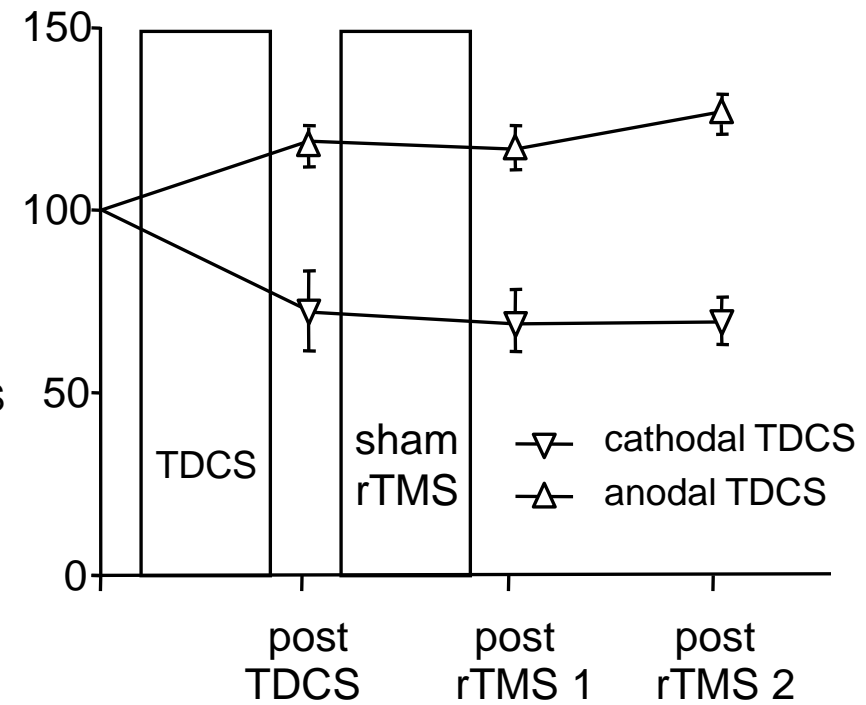 150
100
50
0
TDCS
sham
rTMS
cathodal TDCS
anodal TDCS
post
TDCS
post
rTMS 1
post
rTMS 2